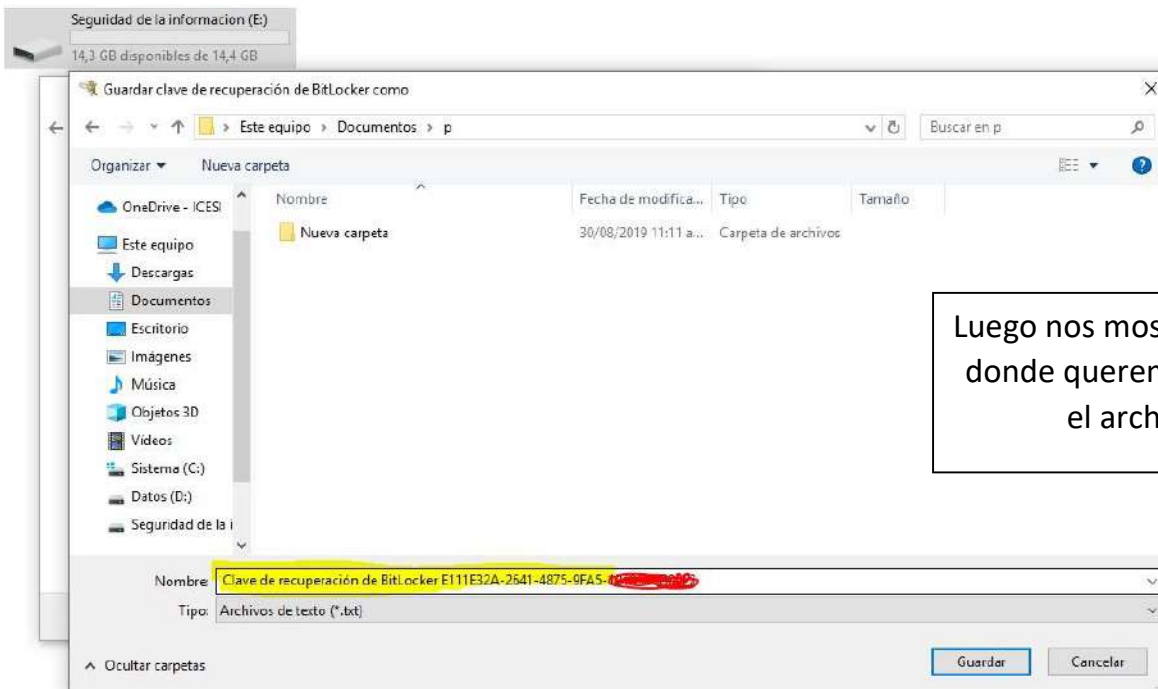 Seguridad de la informacion (E:)
14,3 GB disponibles de 14,4 GB
Guardar clave de recuperación de BitLocker como
Este equipo > Documentos > p
Buscar en p
Organizar
Nueva carpeta
OneDrive - ICESI
Este equipo
Descargas
Documentos
Escritorio
Imágenes
Música
Objetos 3D
Vídeos
Sistema (C:)
Datos (D:)
Seguridad de la i
Nombre Fecha de modifica... Tipo Tamaño
Nueva carpeta 30/08/2019 11:11 a... Carpeta de archivos
Luego nos mos
donde queren
el arch
Nombre: Clave de recuperación de BitLocker E111E32A-2641-4875-9FA5-
Tipo: Archivos de texto (*.txt)
Ocultar carpetas
Guardar
Cancelar